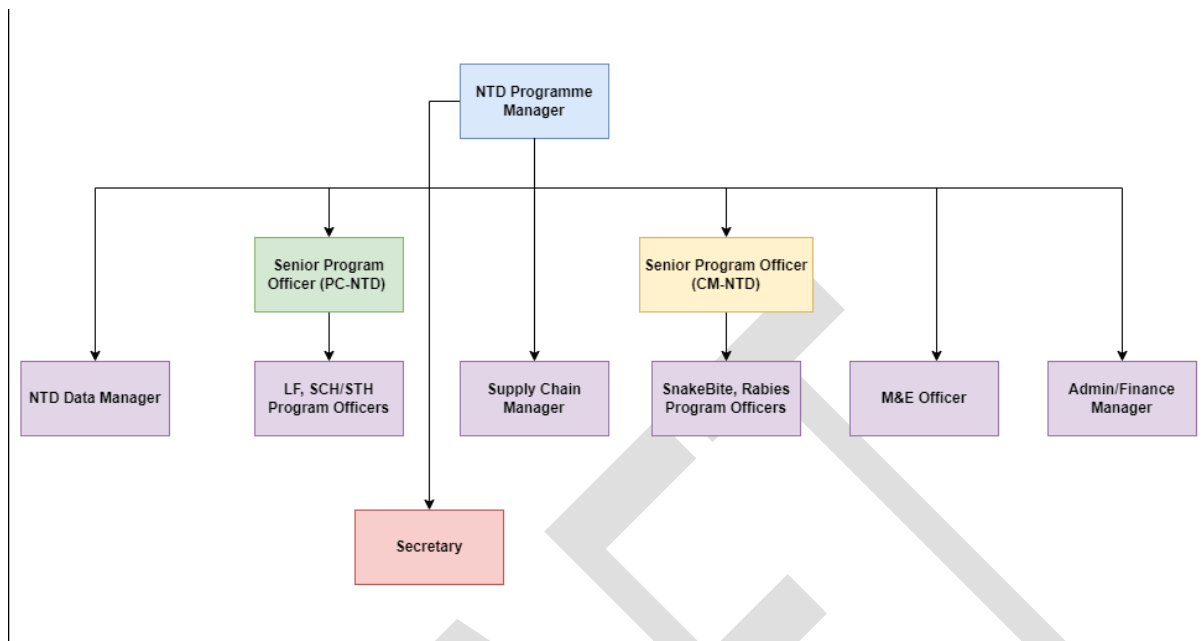 NTD Programme
Manager
Senior Program
Officer (PC-NTD)
Senior Program Officer
(CM-NTD)
NTD Data Manager
LF, SCH/STH
Program Officers
Supply Chain
Manager
SnakeBite, Rabies
Program Officers
M&E Officer
Admin/Finance
Manager
Secretary